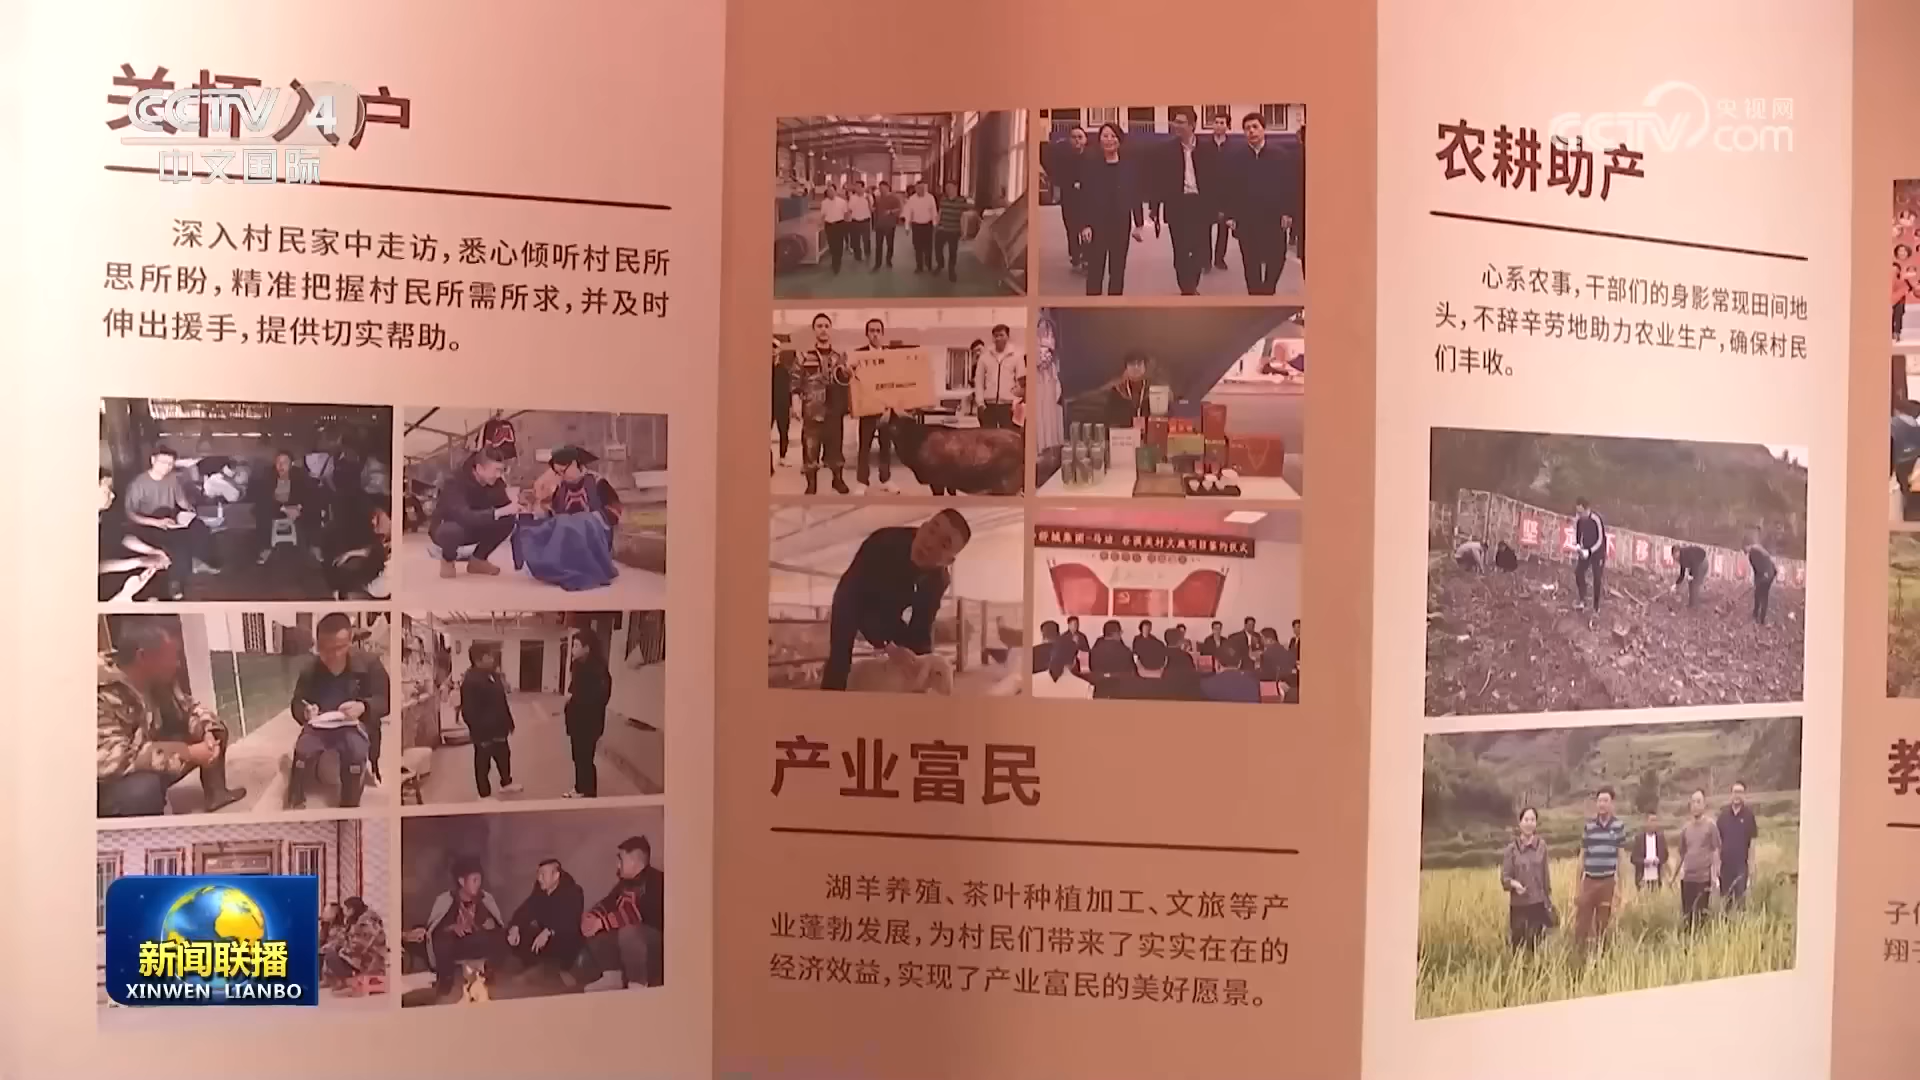 关怀入户
CCTV 4
中文国际
深入村民家中走访，悉心倾听村民所
思所盼，精准把握村民所需所求，并及时
伸出援手，提供切实帮助。
产业富民
湖羊养殖、茶叶种植加工、文旅等产
业蓬勃发展，为村民们带来了实实在在的
经济效益，实现了产业富民的美好愿景。
央视网
CCTV.com
农耕助产
心系农事，干部们的身影常现田间地
头，不辞辛劳地助力农业生产，确保村民
们丰收。
坚定不移
教
翔
新闻联播
XINWEN LIANBO